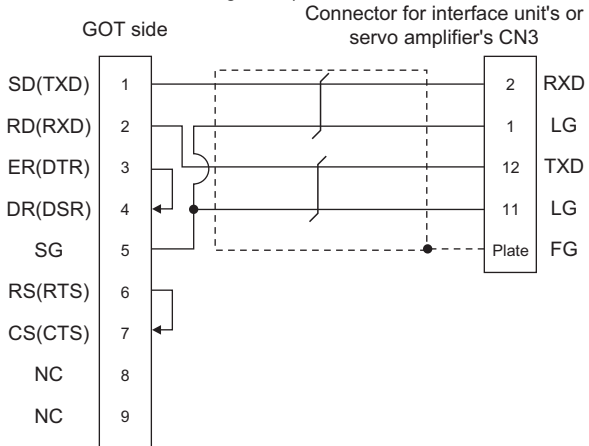 Connector for interface unit's or
servo amplifier's CN3
GOT side
SD(TXD) 1 2 RXD
RD(RXD) 2 1 LG
ER(DTR) 3 12 TXD
DR(DSR) 4 11 LG
SG 5 Plate FG
RS(RTS) 6
CS(CTS) 7
NC 8
NC 9